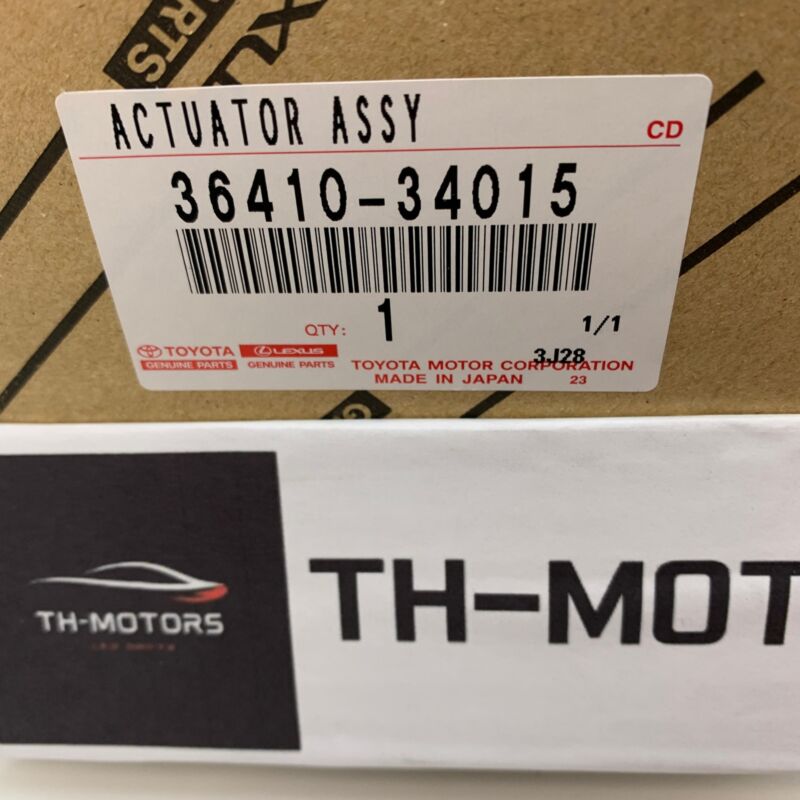 PARTS
ACTUATOR ASSY
CD
36410-34015
QTY: 1
1/1
3J28
TOYOTA LEXUS
GENUINE PARTS GENUINE PARTS
TOYOTA MOTOR CORPORATION
MADE IN JAPAN 23
TH-MOTORS
TH-MOT